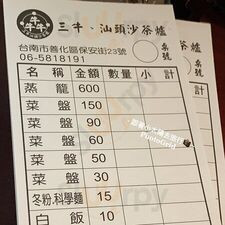 三牛、汕頭沙茶爐
台南市善化區保安街23號
06-5818191
桌號
名稱 金額 數量 小計
蒸龍 600
菜盤 150
菜盤 90
菜盤 60
菜盤 50
菜盤 30
冬粉.科學麵 15
白飯 10
PhotoGrid